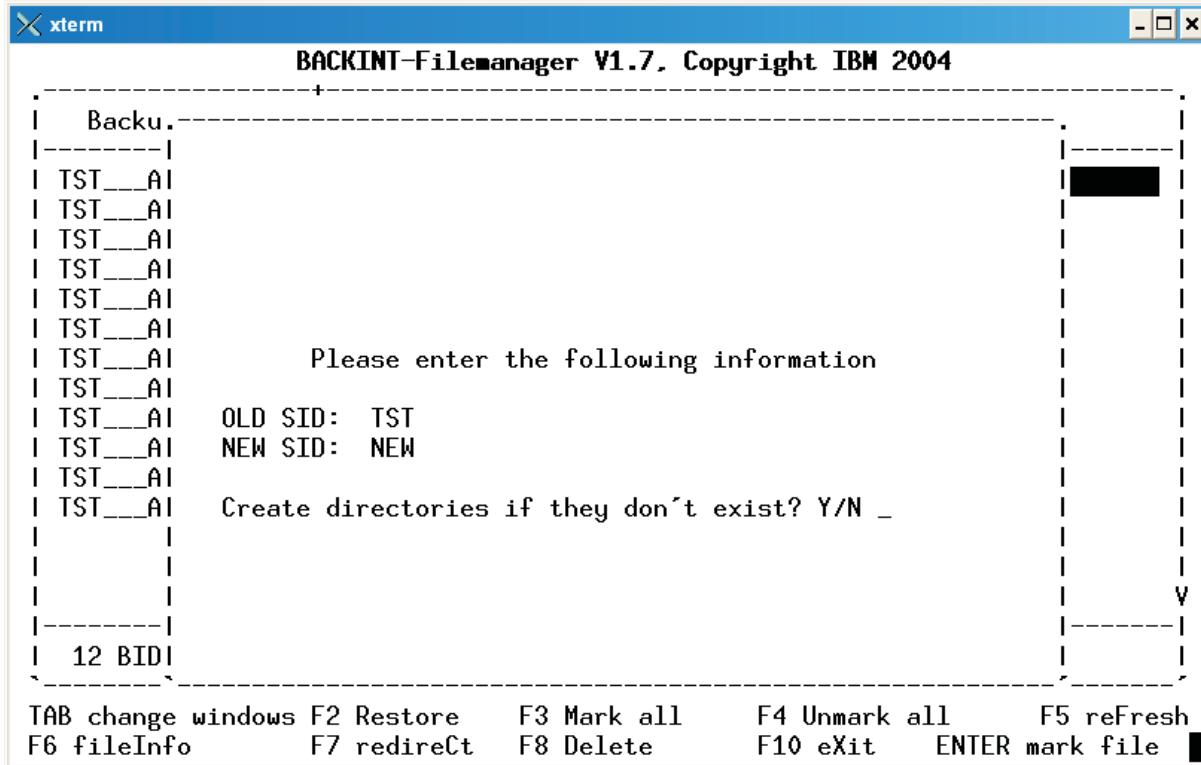 xterm
BACKINT-Filemanager V1.7, Copyright IBM 2004
Backu
TST___A
TST___A
TST___A
TST___A
TST___A
TST___A
TST___A Please enter the following information
TST___A
TST___A OLD SID: TST
TST___A NEW SID: NEW
TST___A
TST___A Create directories if they don´t exist? Y/N _
V
12 BID
TAB change windows F2 Restore F3 Mark all F4 Unmark all F5 reFresh
F6 fileInfo F7 redireCt F8 Delete F10 eXit ENTER mark file